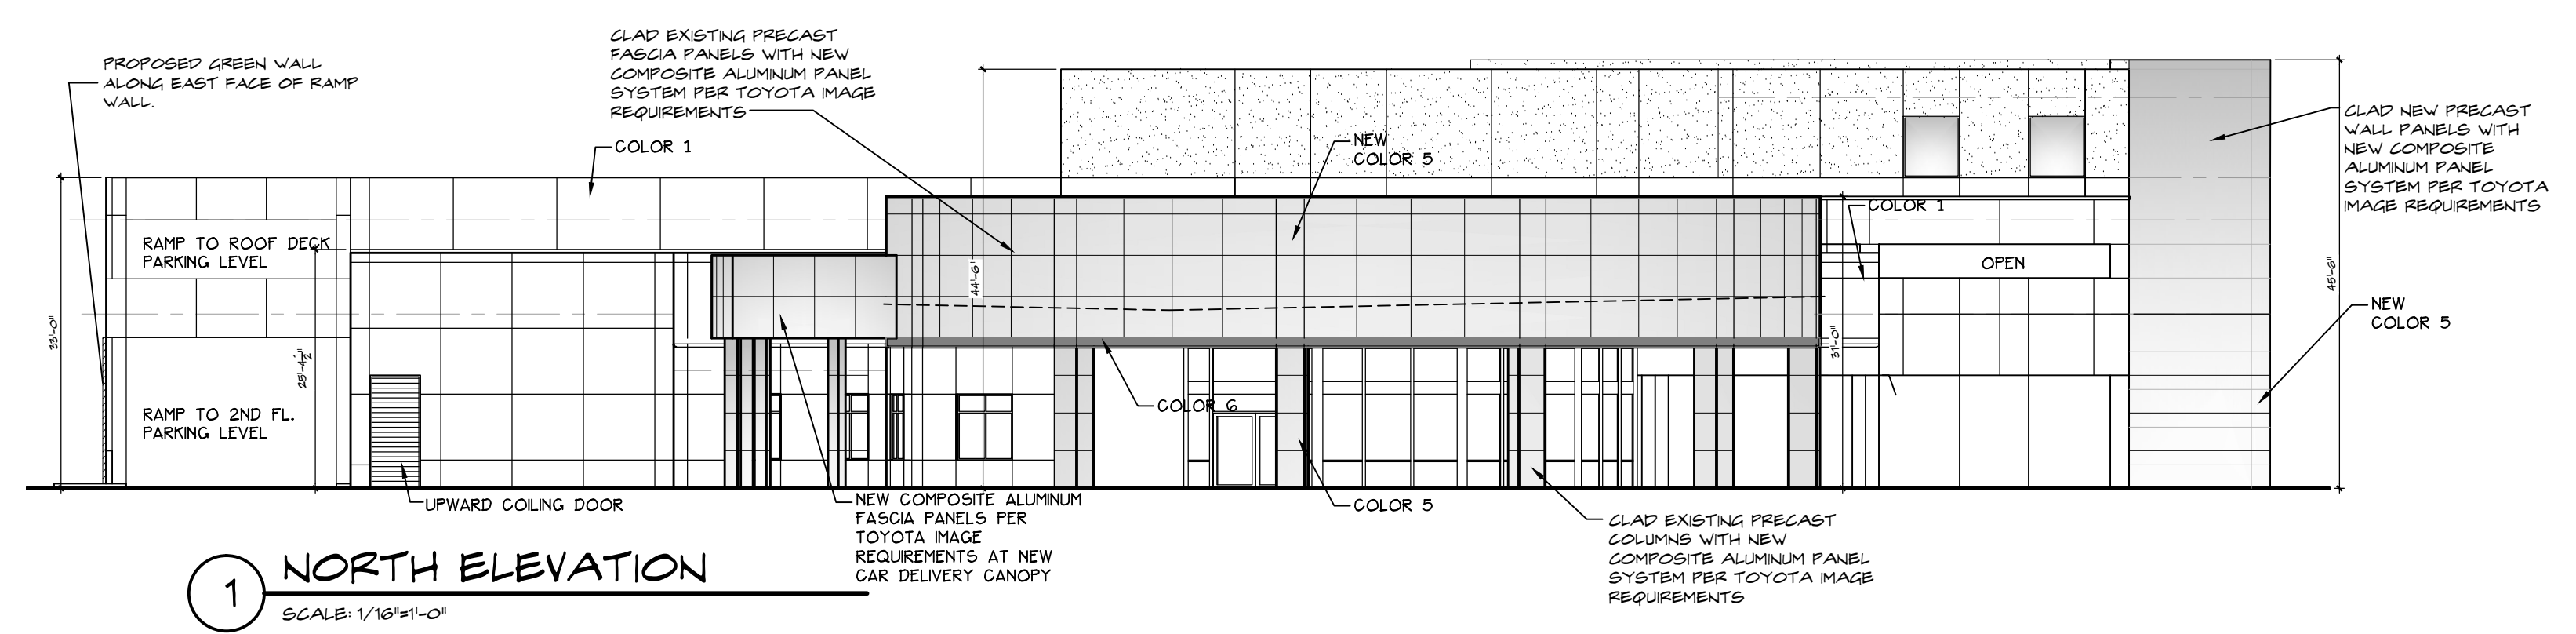 PROPOSED GREEN WALL
ALONG EAST FACE OF RAMP
WALL.
CLAD EXISTING PRECAST
FASCIA PANELS WITH NEW
COMPOSITE ALUMINUM PANEL
SYSTEM PER TOYOTA IMAGE
REQUIREMENTS
COLOR 1
NEW
COLOR 5
CLAD NEW PRECAST
WALL PANELS WITH
NEW COMPOSITE
ALUMINUM PANEL
SYSTEM PER TOYOTA
IMAGE REQUIREMENTS
COLOR 1
RAMP TO ROOF DECK
PARKING LEVEL
OPEN
44'-6"
45'-6"
33'-0"
25'-4 1/2"
31'-0"
NEW
COLOR 5
COLOR 6
RAMP TO 2ND FL.
PARKING LEVEL
UPWARD COILING DOOR
NEW COMPOSITE ALUMINUM
FASCIA PANELS PER
TOYOTA IMAGE
REQUIREMENTS AT NEW
CAR DELIVERY CANOPY
COLOR 5
CLAD EXISTING PRECAST
COLUMNS WITH NEW
COMPOSITE ALUMINUM PANEL
SYSTEM PER TOYOTA IMAGE
REQUIREMENTS
1
NORTH ELEVATION
SCALE: 1/16"=1'-0"